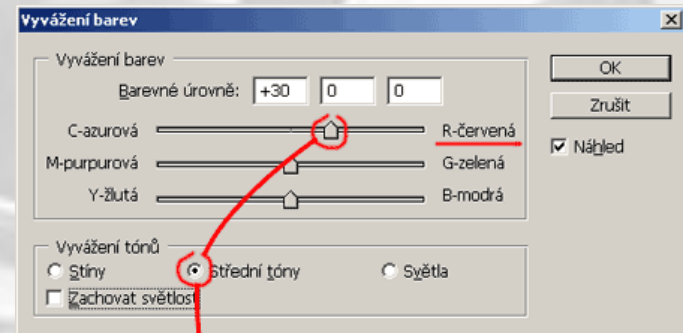 Vyvážení barev
Vyvážení barev
Barevné úrovně: +30 0 0
OK
Zrušit
C-azurová R-červená
Náhled
M-purpurová G-zelená
Y-žlutá B-modrá
Vyvážení tónů
Stíny Střední tóny Světla
Zachovat světlost